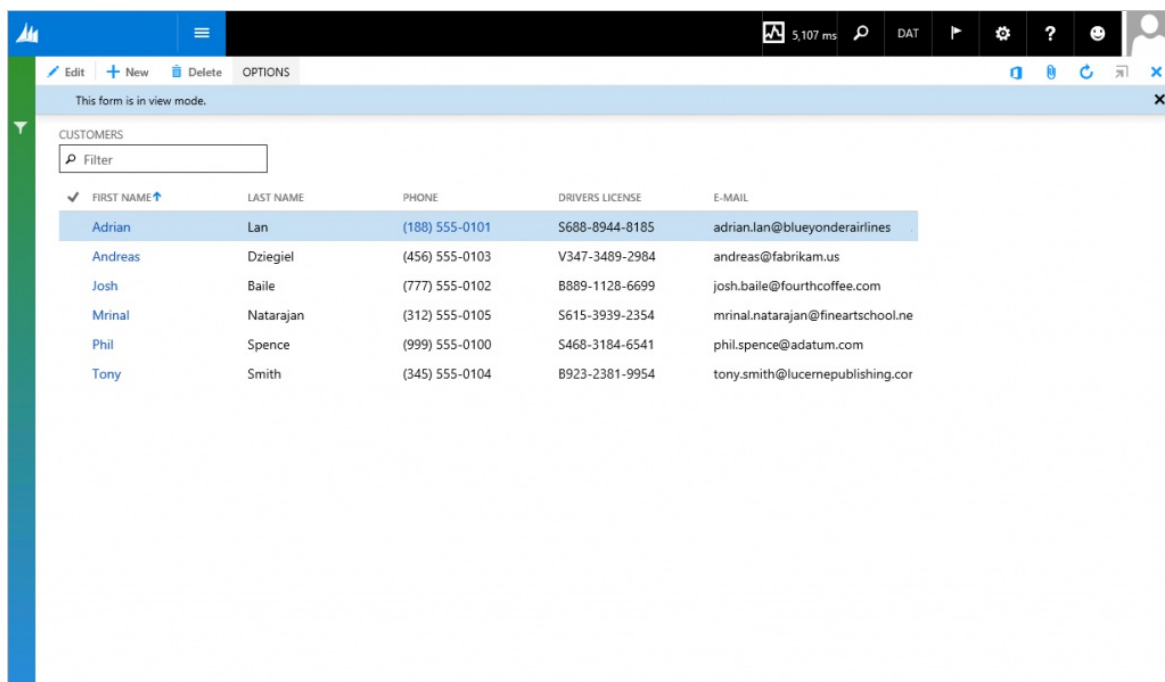 5,107 ms DAT ?
Edit New Delete OPTIONS
This form is in view mode.
CUSTOMERS
Filter
FIRST NAME LAST NAME PHONE DRIVERS LICENSE E-MAIL
Adrian Lan (188) 555-0101 S688-8944-8185 adrian.lan@blueyonderairlines
Andreas Dziegiel (456) 555-0103 V347-3489-2984 andreas@fabrikam.us
Josh Baile (777) 555-0102 B889-1128-6699 josh.baile@fourthcoffee.com
Mrinal Natarajan (312) 555-0105 S615-3939-2354 mrinal.natarajan@fineartschool.ne
Phil Spence (999) 555-0100 S468-3184-6541 phil.spence@adatum.com
Tony Smith (345) 555-0104 B923-2381-9954 tony.smith@lucernepublishing.cor